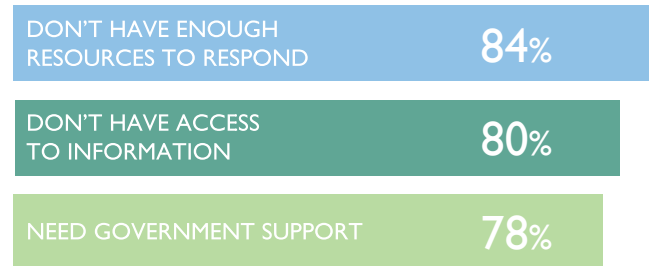 DON'T HAVE ENOUGH
RESOURCES TO RESPOND
84%
DON'T HAVE ACCESS
TO INFORMATION
80%
NEED GOVERNMENT SUPPORT
78%